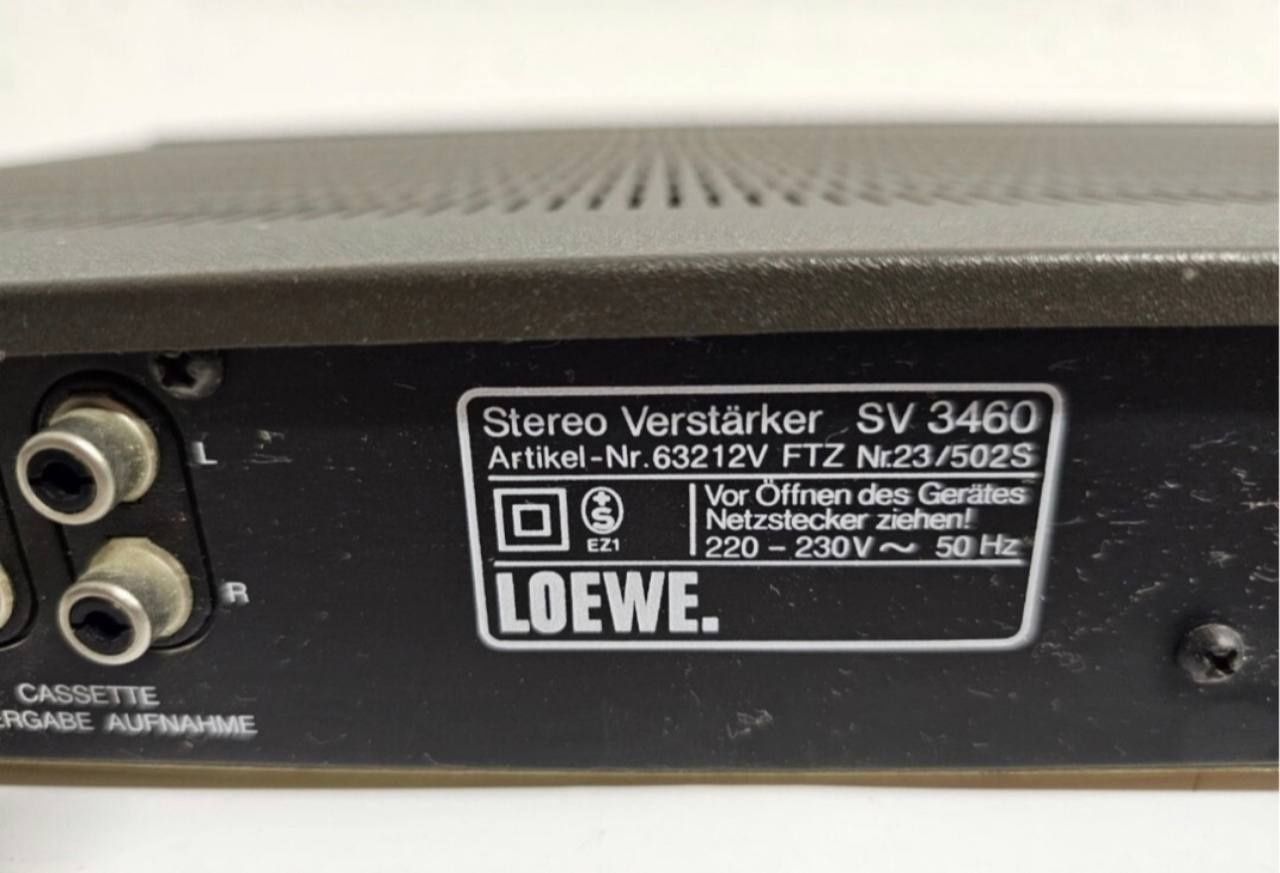 Stereo Verstärker SV 3460
Artikel-Nr.63212V FTZ Nr.23/502S
EZ1
Vor Öffnen des Gerätes
Netzstecker ziehen!
220 – 230V ~ 50 Hz
LOEWE.
L
R
CASSETTE
ERGABE AUFNAHME